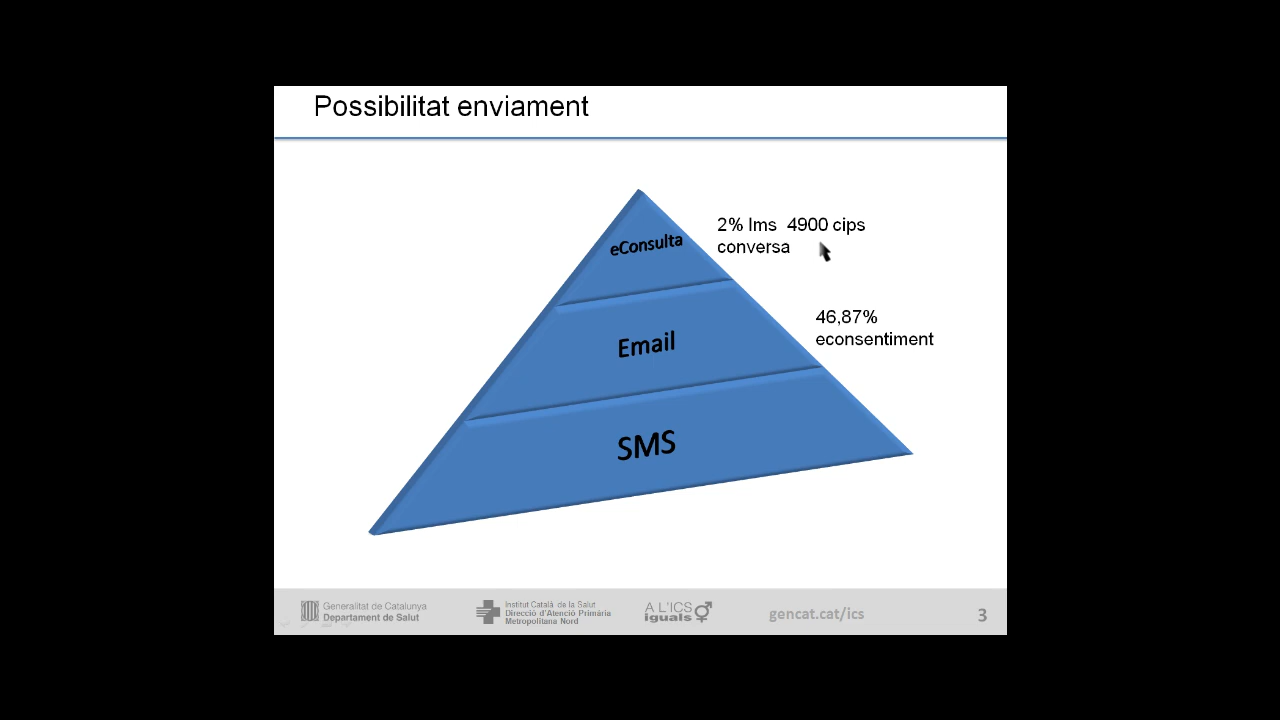 Possibilitat enviament
eConsulta
2% Ims 4900 cips
conversa
Email
46,87%
econsentiment
SMS
Generalitat de Catalunya
Departament de Salut
Institut Català de la Salut
Direcció d'Atenció Primària
Metropolitana Nord
A L'ICS
iguals
gencat.cat/ics
3